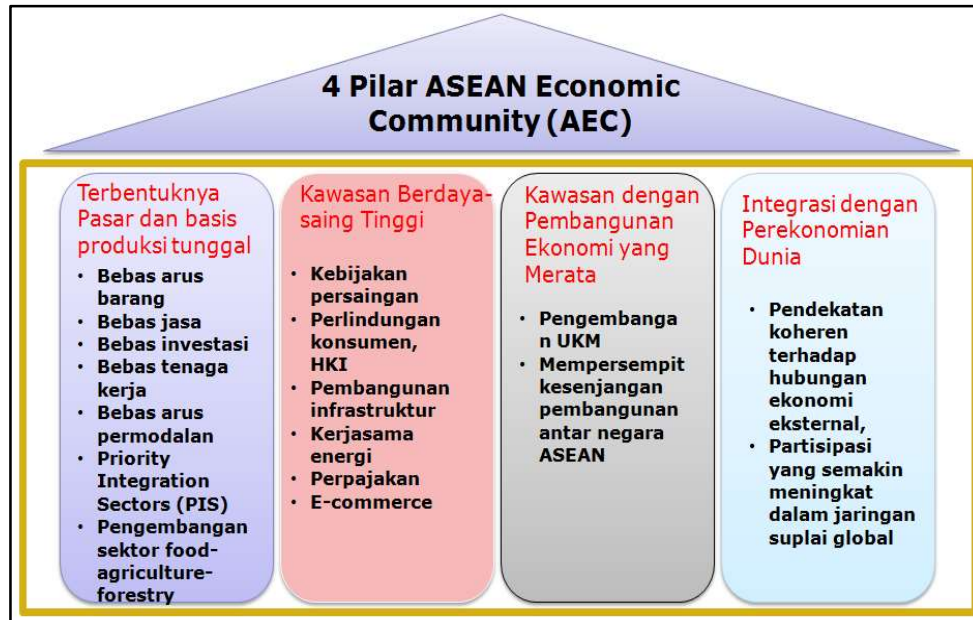 4 Pilar ASEAN Economic
Community (AEC)
Terbentuknya
Pasar dan basis
produksi tunggal
• Bebas arus
barang
• Bebas jasa
• Bebas investasi
• Bebas tenaga
kerja
• Bebas arus
permodalan
• Priority
Integration
Sectors (PIS)
• Pengembangan
sektor food-
agriculture-
forestry
Kawasan Berdaya-
saing Tinggi
• Kebijakan
persaingan
• Perlindungan
konsumen,
HKI
• Pembangunan
infrastruktur
• Kerjasama
energi
• Perpajakan
• E-commerce
Kawasan dengan
Pembangunan
Ekonomi yang
Merata
• Pengembanga
n UKM
• Mempersempit
kesenjangan
pembangunan
antar negara
ASEAN
Integrasi dengan
Perekonomian
Dunia
• Pendekatan
koheren
terhadap
hubungan
ekonomi
eksternal,
• Partisipasi
yang semakin
meningkat
dalam jaringan
suplai global